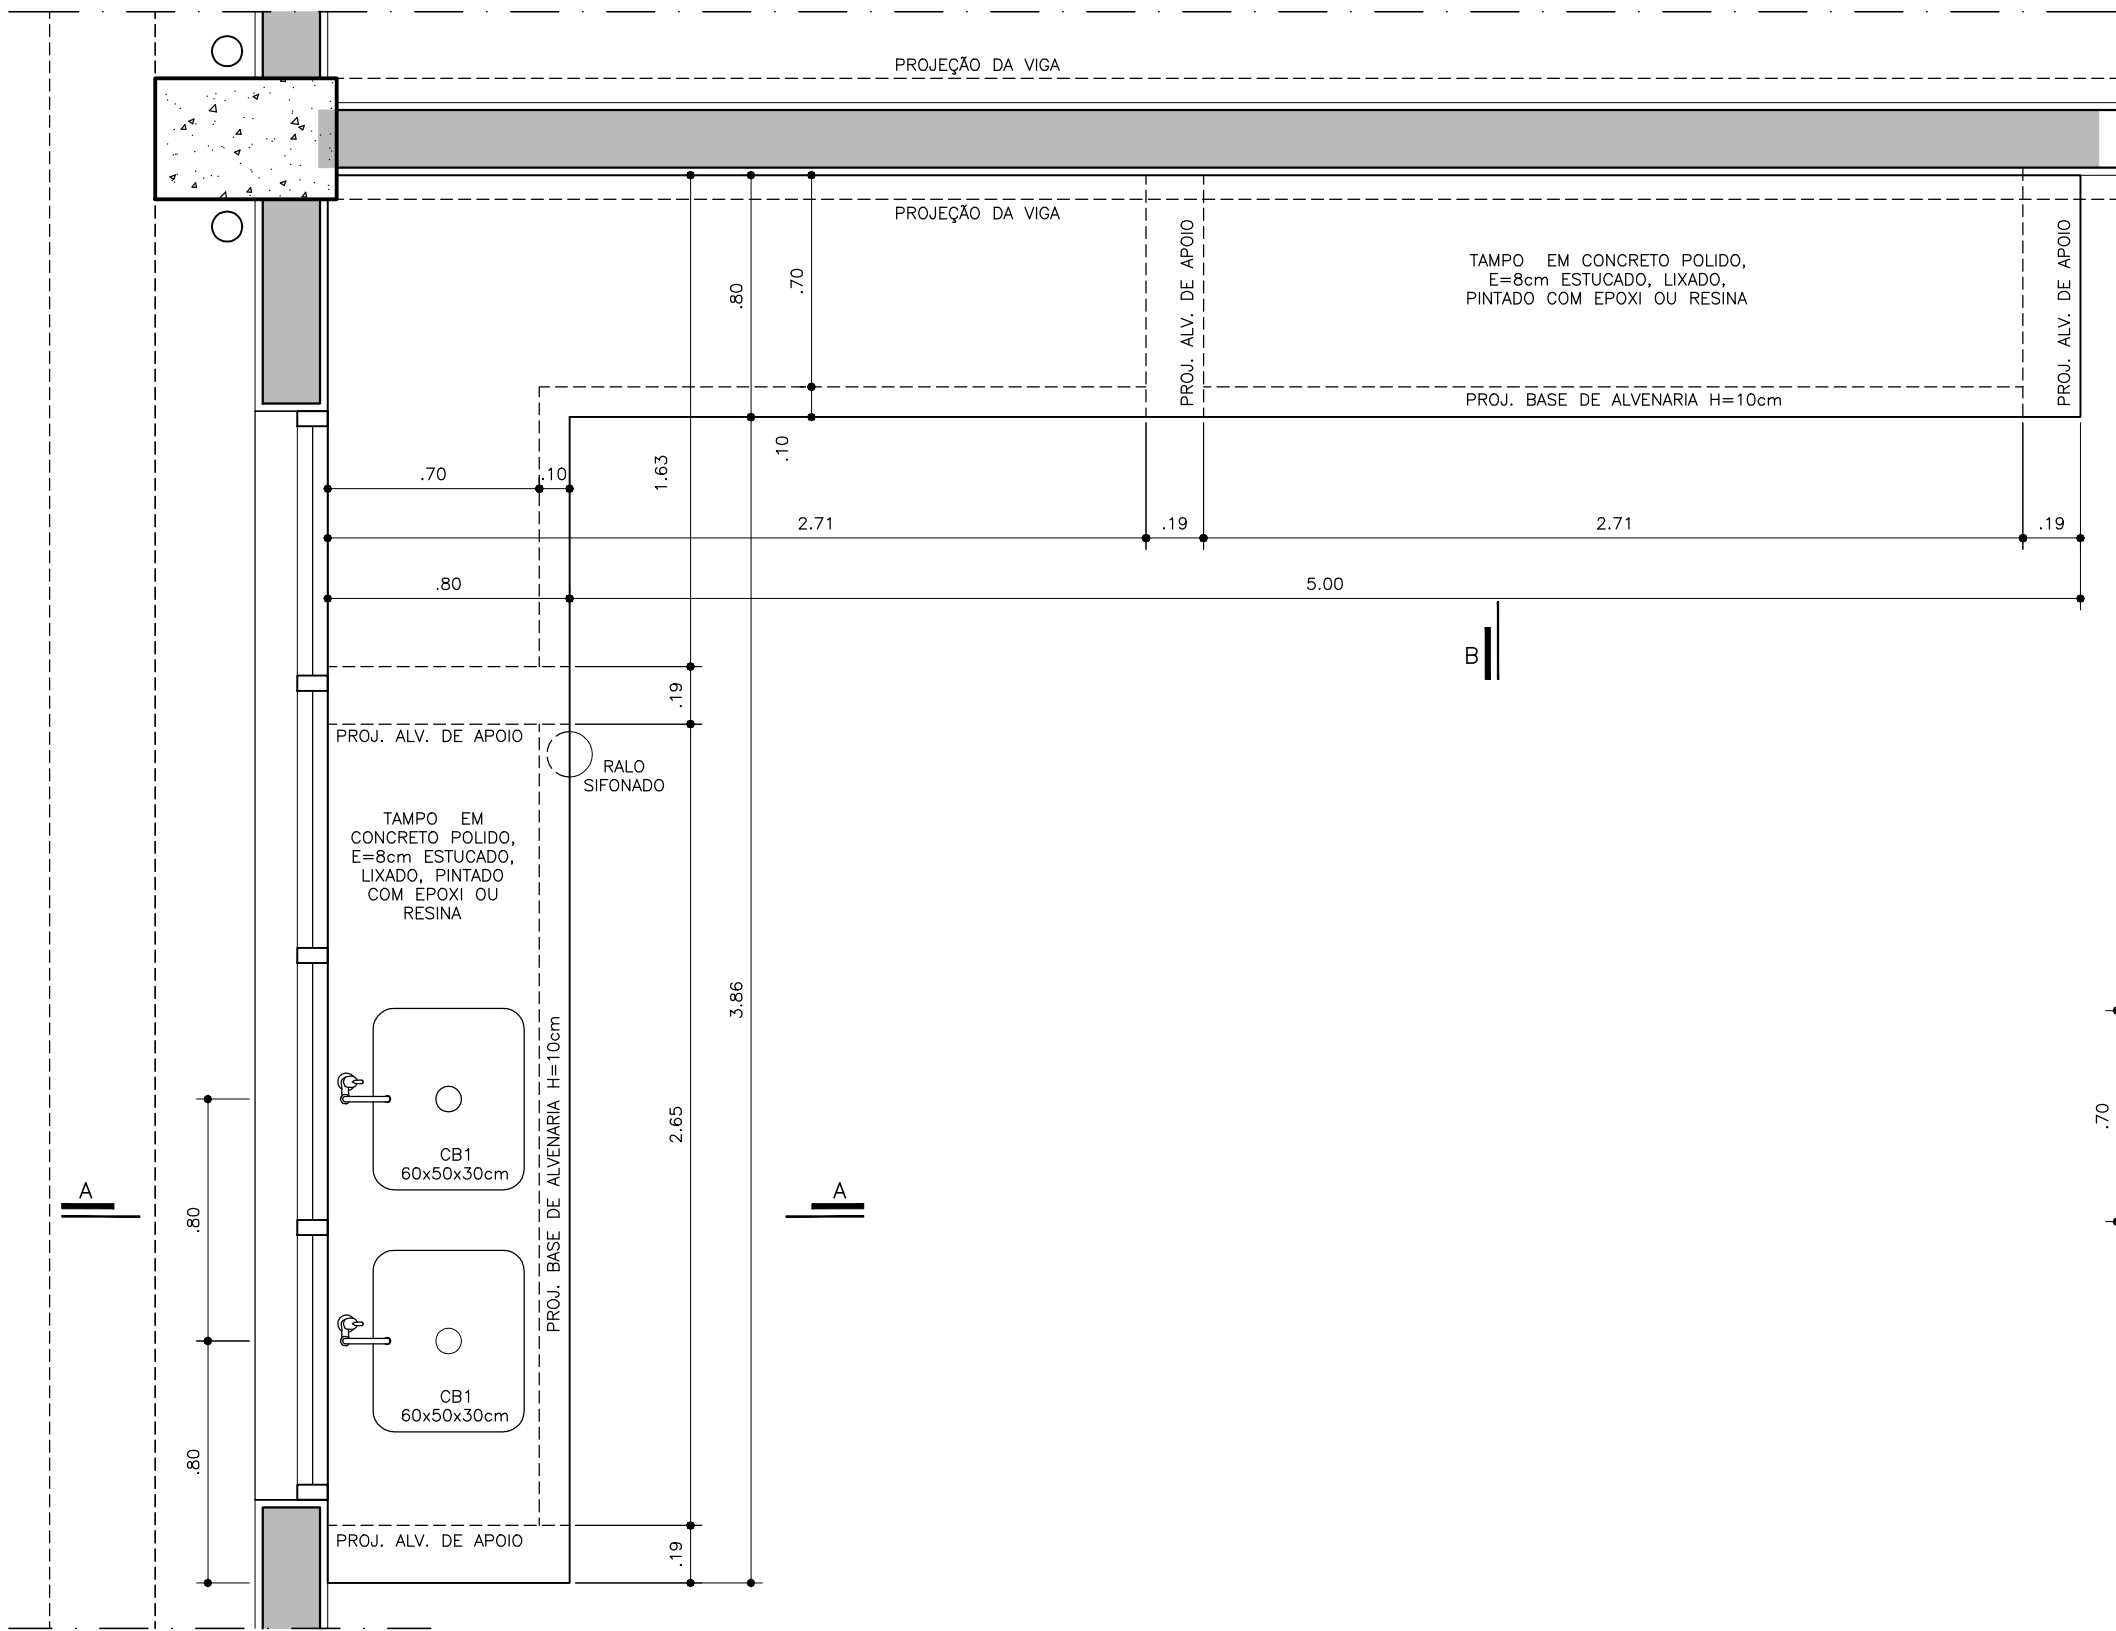 PROJEÇÃO DA VIGA
PROJEÇÃO DA VIGA
.80
.70
PROJ. ALV. DE APOIO
TAMPO EM CONCRETO POLIDO,
E=8cm ESTUCADO, LIXADO,
PINTADO COM EPOXI OU RESINA
PROJ. ALV. DE APOIO
PROJ. BASE DE ALVENARIA H=10cm
.10
1.63
.70
.10
2.71
.19
2.71
.19
.80
5.00
B
.19
PROJ. ALV. DE APOIO
RALO
SIFONADO
TAMPO EM
CONCRETO POLIDO,
E=8cm ESTUCADO,
LIXADO, PINTADO
COM EPOXI OU
RESINA
3.86
PROJ. BASE DE ALVENARIA H=10cm
2.65
.70
CB1
60x50x30cm
A
A
.80
CB1
60x50x30cm
.80
PROJ. ALV. DE APOIO
.19